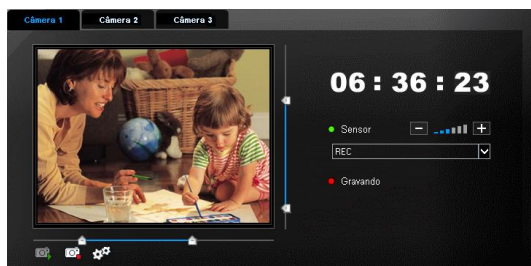 Câmera 1
Câmera 2
Câmera 3
06 : 36 : 23
Sensor
REC
Gravando